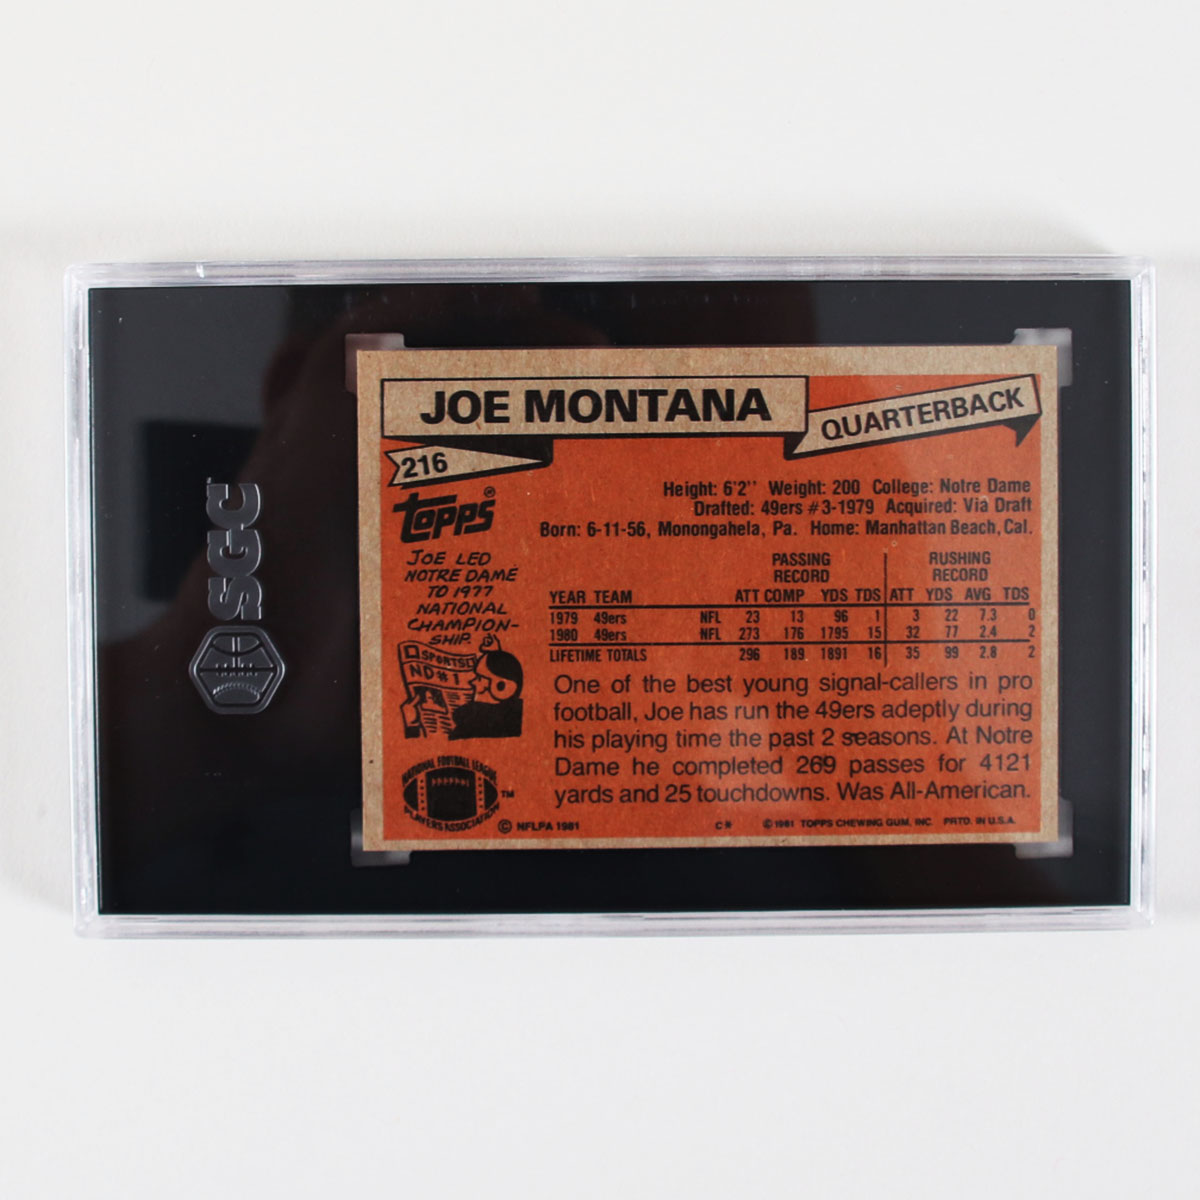 SGC
JOE MONTANA
QUARTERBACK
216
Topps®
JOE LED
NOTRE DAME
TO 1977
NATIONAL
CHAMPION-
SHIP.
SPORTS
ND#1
Height: 6'2'' Weight: 200 College: Notre Dame
Drafted: 49ers #3-1979 Acquired: Via Draft
Born: 6-11-56, Monongahela, Pa. Home: Manhattan Beach, Cal.
PASSING RECORD RUSHING RECORD
YEAR TEAM ATT COMP YDS TDS ATT YDS AVG TDS
1979 49ers NFL 23 13 96 1 3 22 7.3 0
1980 49ers NFL 273 176 1795 15 32 77 2.4 2
LIFETIME TOTALS 296 189 1891 16 35 99 2.8 2
One of the best young signal-callers in pro
football, Joe has run the 49ers adeptly during
his playing time the past 2 seasons. At Notre
Dame he completed 269 passes for 4121
yards and 25 touchdowns. Was All-American.
NATIONAL FOOTBALL LEAGUE
PLAYERS ASSOCIATION
TM
© NFLPA 1981
C* © 1981 TOPPS CHEWING GUM, INC. PRTD. IN U.S.A.